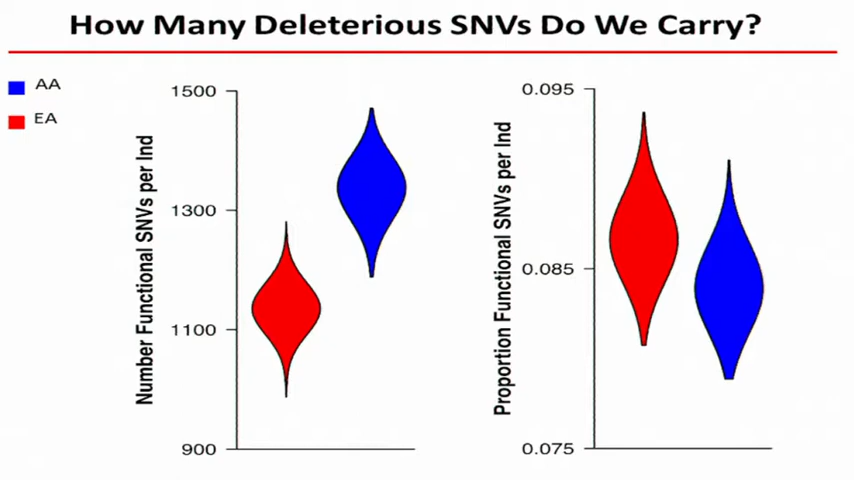 How Many Deleterious SNVs Do We Carry?
AA
EA
Number Functional SNVs per Ind
1500
1300
1100
900
Proportion Functional SNVs per Ind
0.095
0.085
0.075